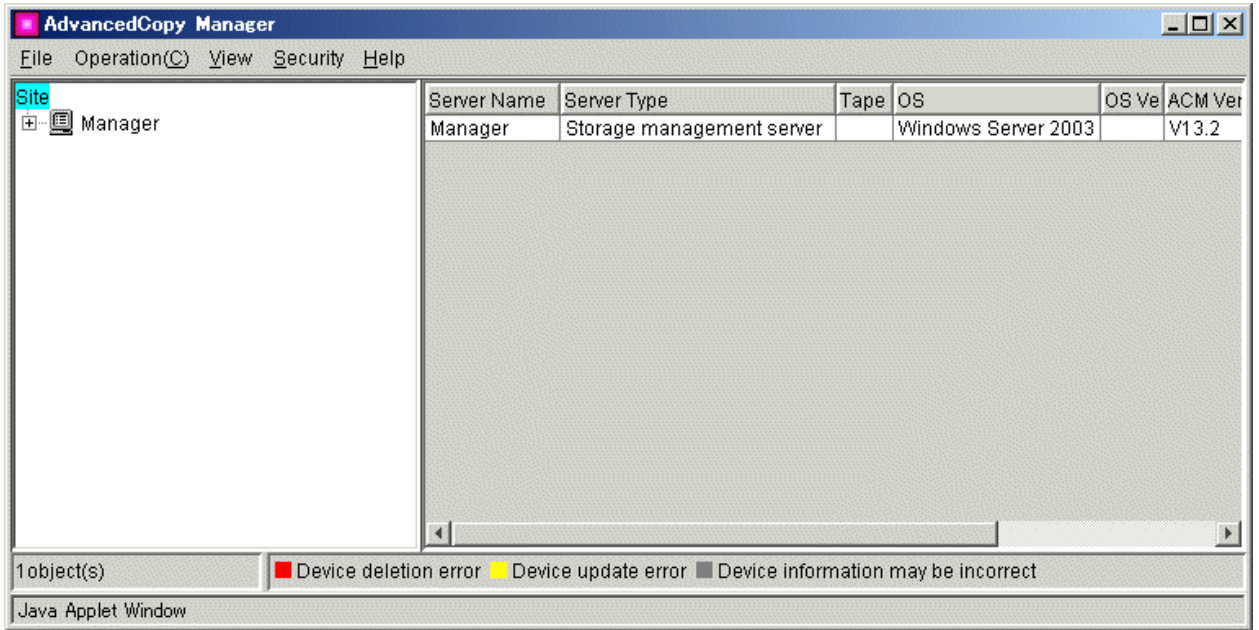 AdvancedCopy Manager
File Operation(C) View Security Help
Site
Manager
Server Name Server Type Tape OS OS Ve ACM Ver
Manager Storage management server Windows Server 2003 V13.2
1object(s) Device deletion error Device update error Device information may be incorrect
Java Applet Window